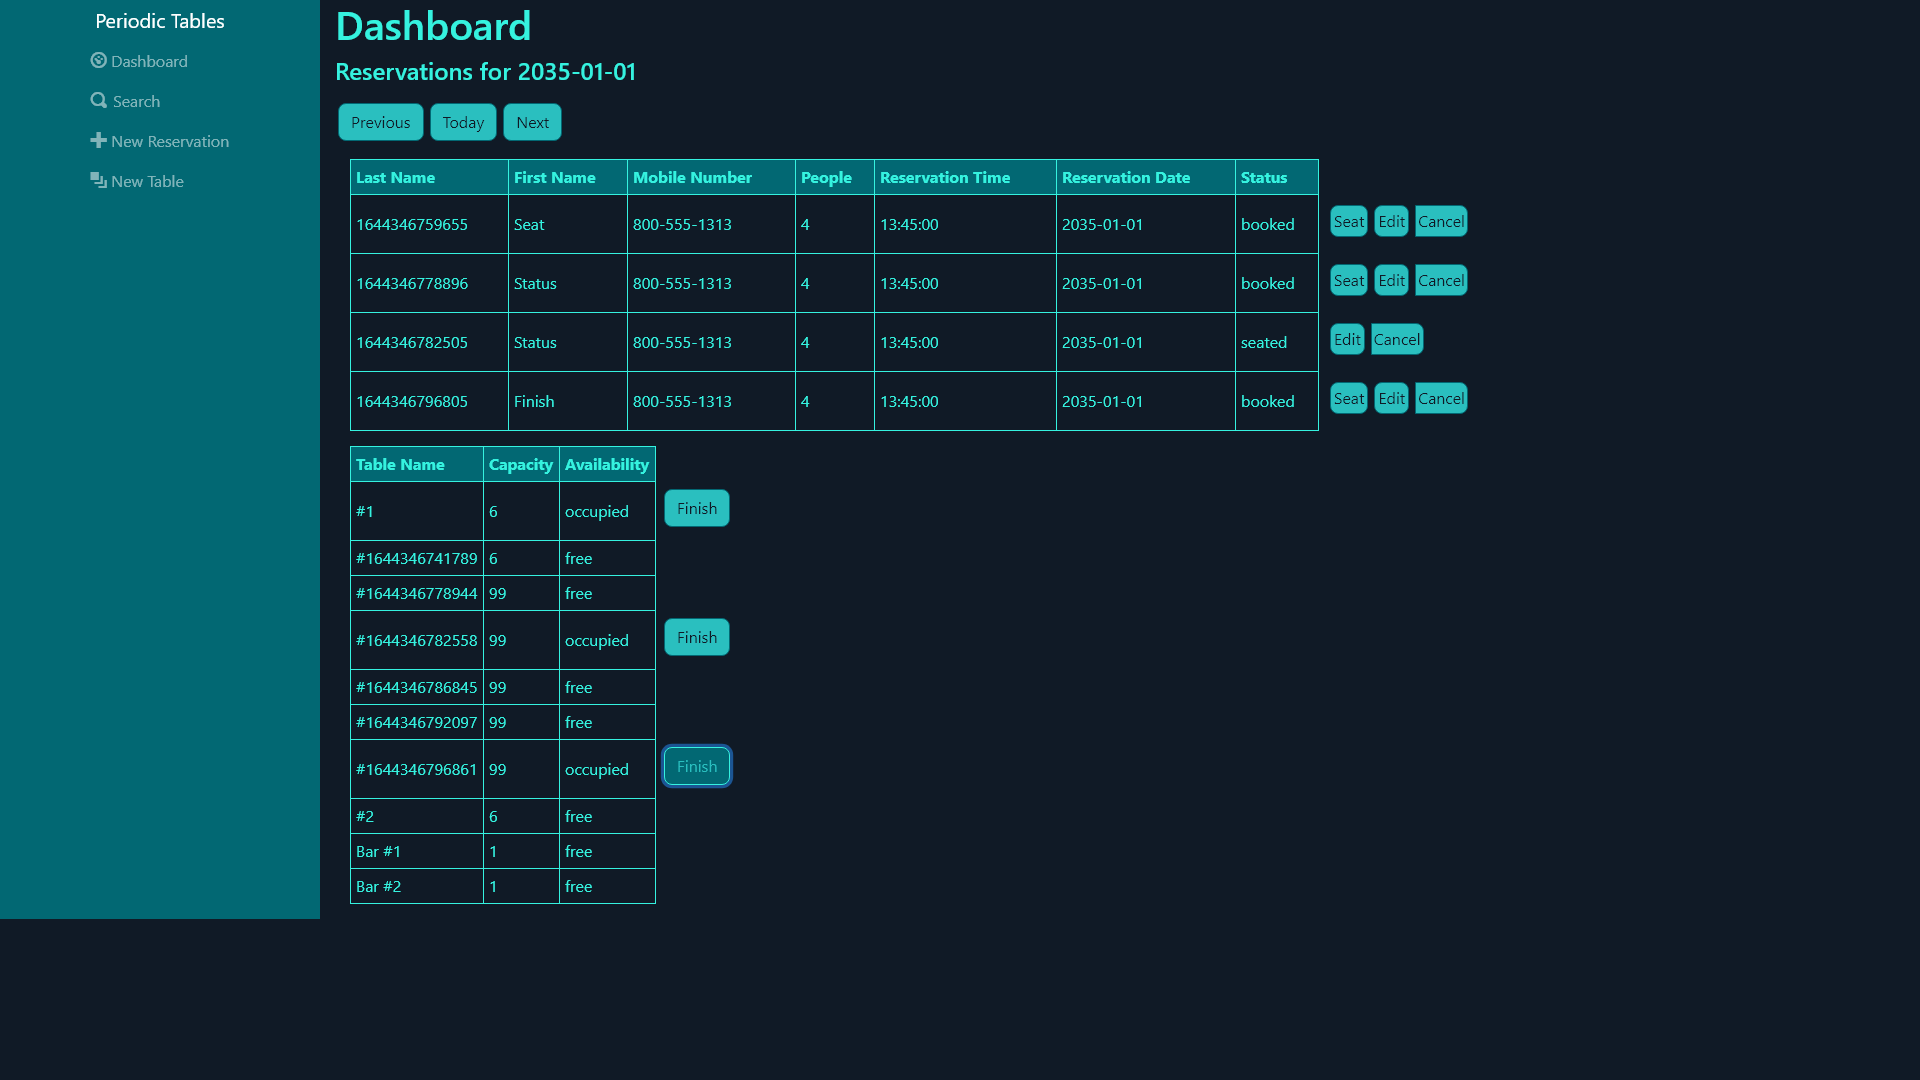 Periodic Tables
Dashboard
Search
New Reservation
New Table
Dashboard
Reservations for 2035-01-01
Previous Today Next
Last Name First Name Mobile Number People Reservation Time Reservation Date Status
1644346759655 Seat 800-555-1313 4 13:45:00 2035-01-01 booked Seat Edit Cancel
1644346778896 Status 800-555-1313 4 13:45:00 2035-01-01 booked Seat Edit Cancel
1644346782505 Status 800-555-1313 4 13:45:00 2035-01-01 seated Edit Cancel
1644346796805 Finish 800-555-1313 4 13:45:00 2035-01-01 booked Seat Edit Cancel
Table Name Capacity Availability
#1 6 occupied Finish
#1644346741789 6 free
#1644346778944 99 free
#1644346782558 99 occupied Finish
#1644346786845 99 free
#1644346792097 99 free
#1644346796861 99 occupied Finish
#2 6 free
Bar #1 1 free
Bar #2 1 free